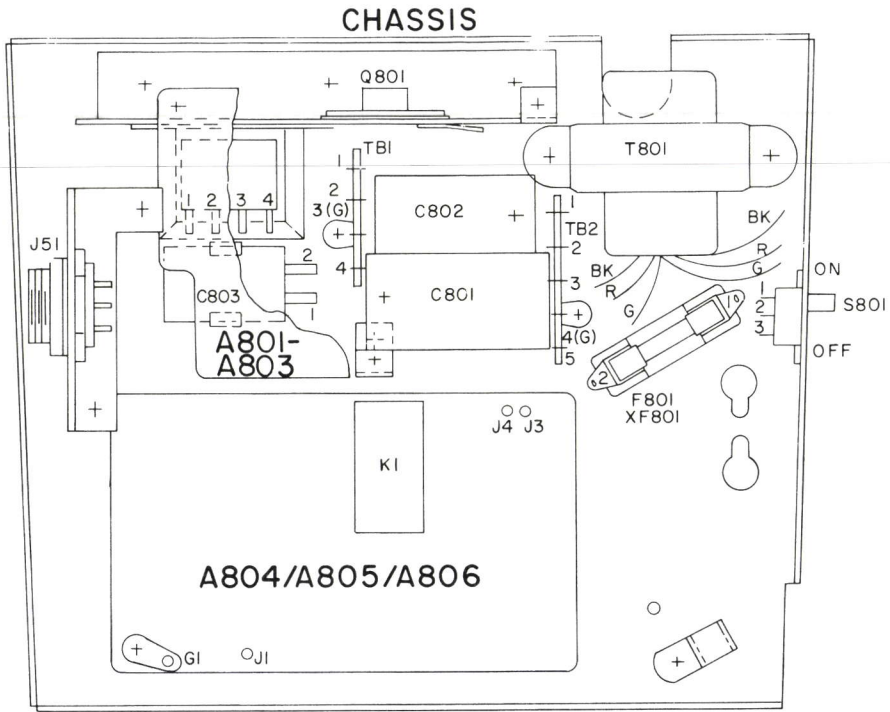 CHASSIS
Q801
TB1
1
2
3(G)
4
T801
C802
1
TB2
2
3
4(G)
5
BK
R
G
BK
R
G
1 2 3 4
J51
C803
2
1
C801
A801-
A803
ON
1
2
3
S801
OFF
10
2
F801
XF801
J4 J3
K1
A804/A805/A806
G1
J1